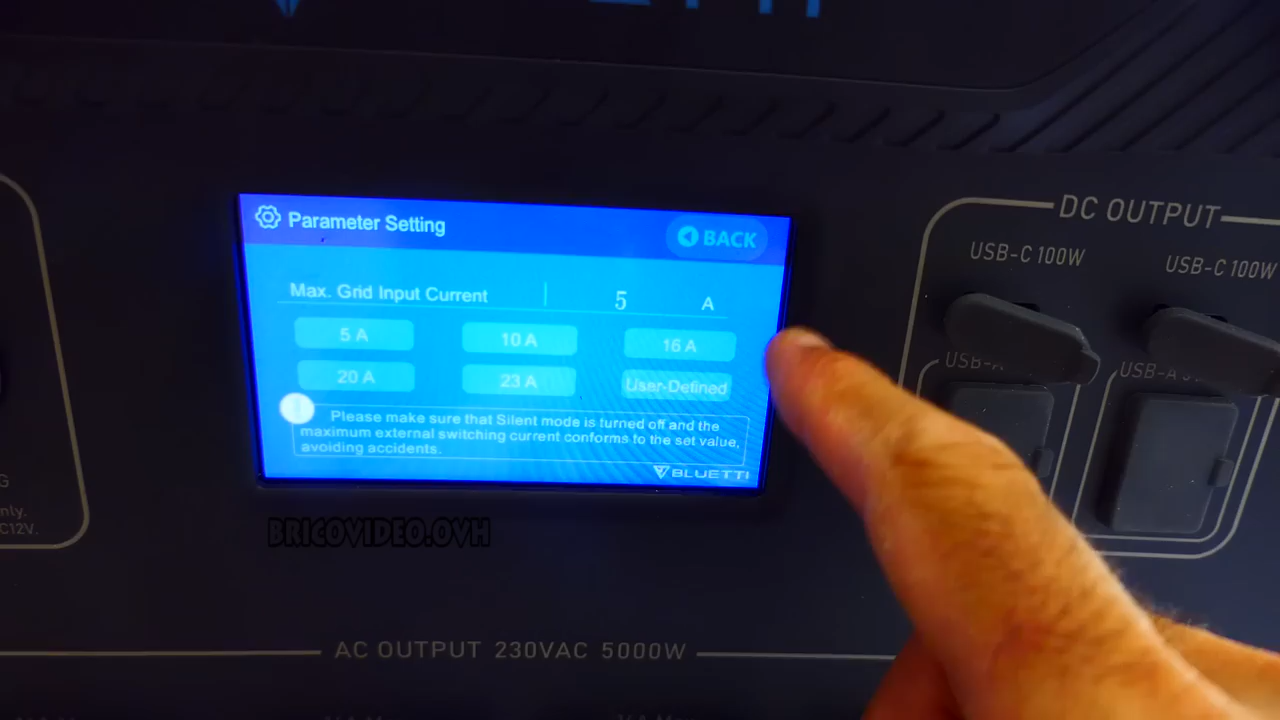 Parameter Setting
BACK
Max. Grid Input Current 5 A
5 A 10 A 16 A
20 A 23 A User-Defined
Please make sure that Silent mode is turned off and the
maximum external switching current conforms to the set value,
avoiding accidents.
BLUETTI
DC OUTPUT
USB-C 100W USB-C 100W
USB-A USB-A
BRICOVIDEO.OVH
AC OUTPUT 230VAC 5000W